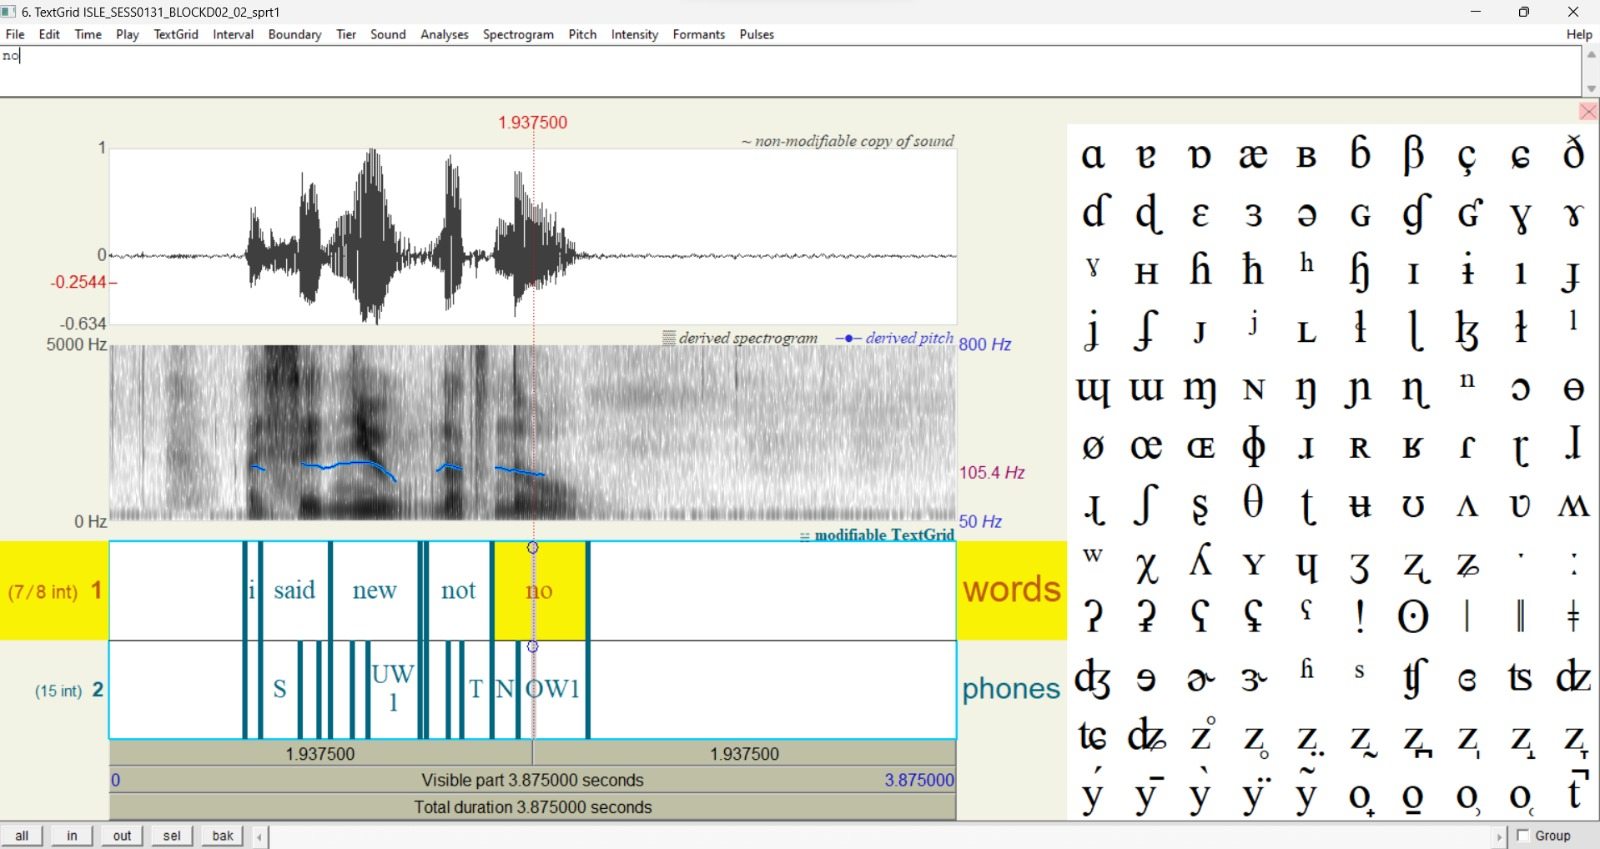 6. TextGrid ISLE_SESS0131_BLOCKD02_02_sprt1
File Edit Time Play TextGrid Interval Boundary Tier Sound Analyses Spectrogram Pitch Intensity Formants Pulses Help
no
1.937500
~ non-modifiable copy of sound
1
0
-0.2544
-0.634
derived spectrogram derived pitch
5000 Hz 800 Hz
105.4 Hz
0 Hz 50 Hz
modifiable TextGrid
(7/8 int) 1 i said new not no words
(15 int) 2 S UW1 T N OW1 phones
1.937500 1.937500
0 Visible part 3.875000 seconds 3.875000
Total duration 3.875000 seconds
all in out sel bak Group
ɑ ɐ ɒ æ ʙ ɓ β ç ɕ ð
ɗ ɖ ɛ ɜ ə ɢ ɠ ʛ ɣ ɤ
ˠ ʜ ɦ ħ ʰ ɧ ɪ ɨ ı ɟ
ʝ ʄ ᴊ ʲ ʟ ɫ ɭ ɮ ɬ ˡ
ɰ ɯ ɱ ɴ ŋ ɲ ɳ ⁿ ɔ ɵ
ø œ ɶ ɸ ɹ ʀ ʁ ɾ ɽ ɺ
ɻ ʃ ʂ θ ʈ ʉ ʊ ʌ ʋ ʍ
ʷ χ ʎ ʏ ɥ ʒ ʐ ʑ ˑ ː
ʔ ʡ ʕ ʢ ˤ ! ʘ ǀ ǁ ǂ
ʤ ɘ ɚ ɝ ʱ ˢ ʧ ɞ ʦ ʣ
ʨ ʥ z̊ z̥ z̤ z̰ z̪ z̩ z̝ z̞
ý ȳ ỳ ÿ ỹ o̟ o̠ o̹ o̜ t̚